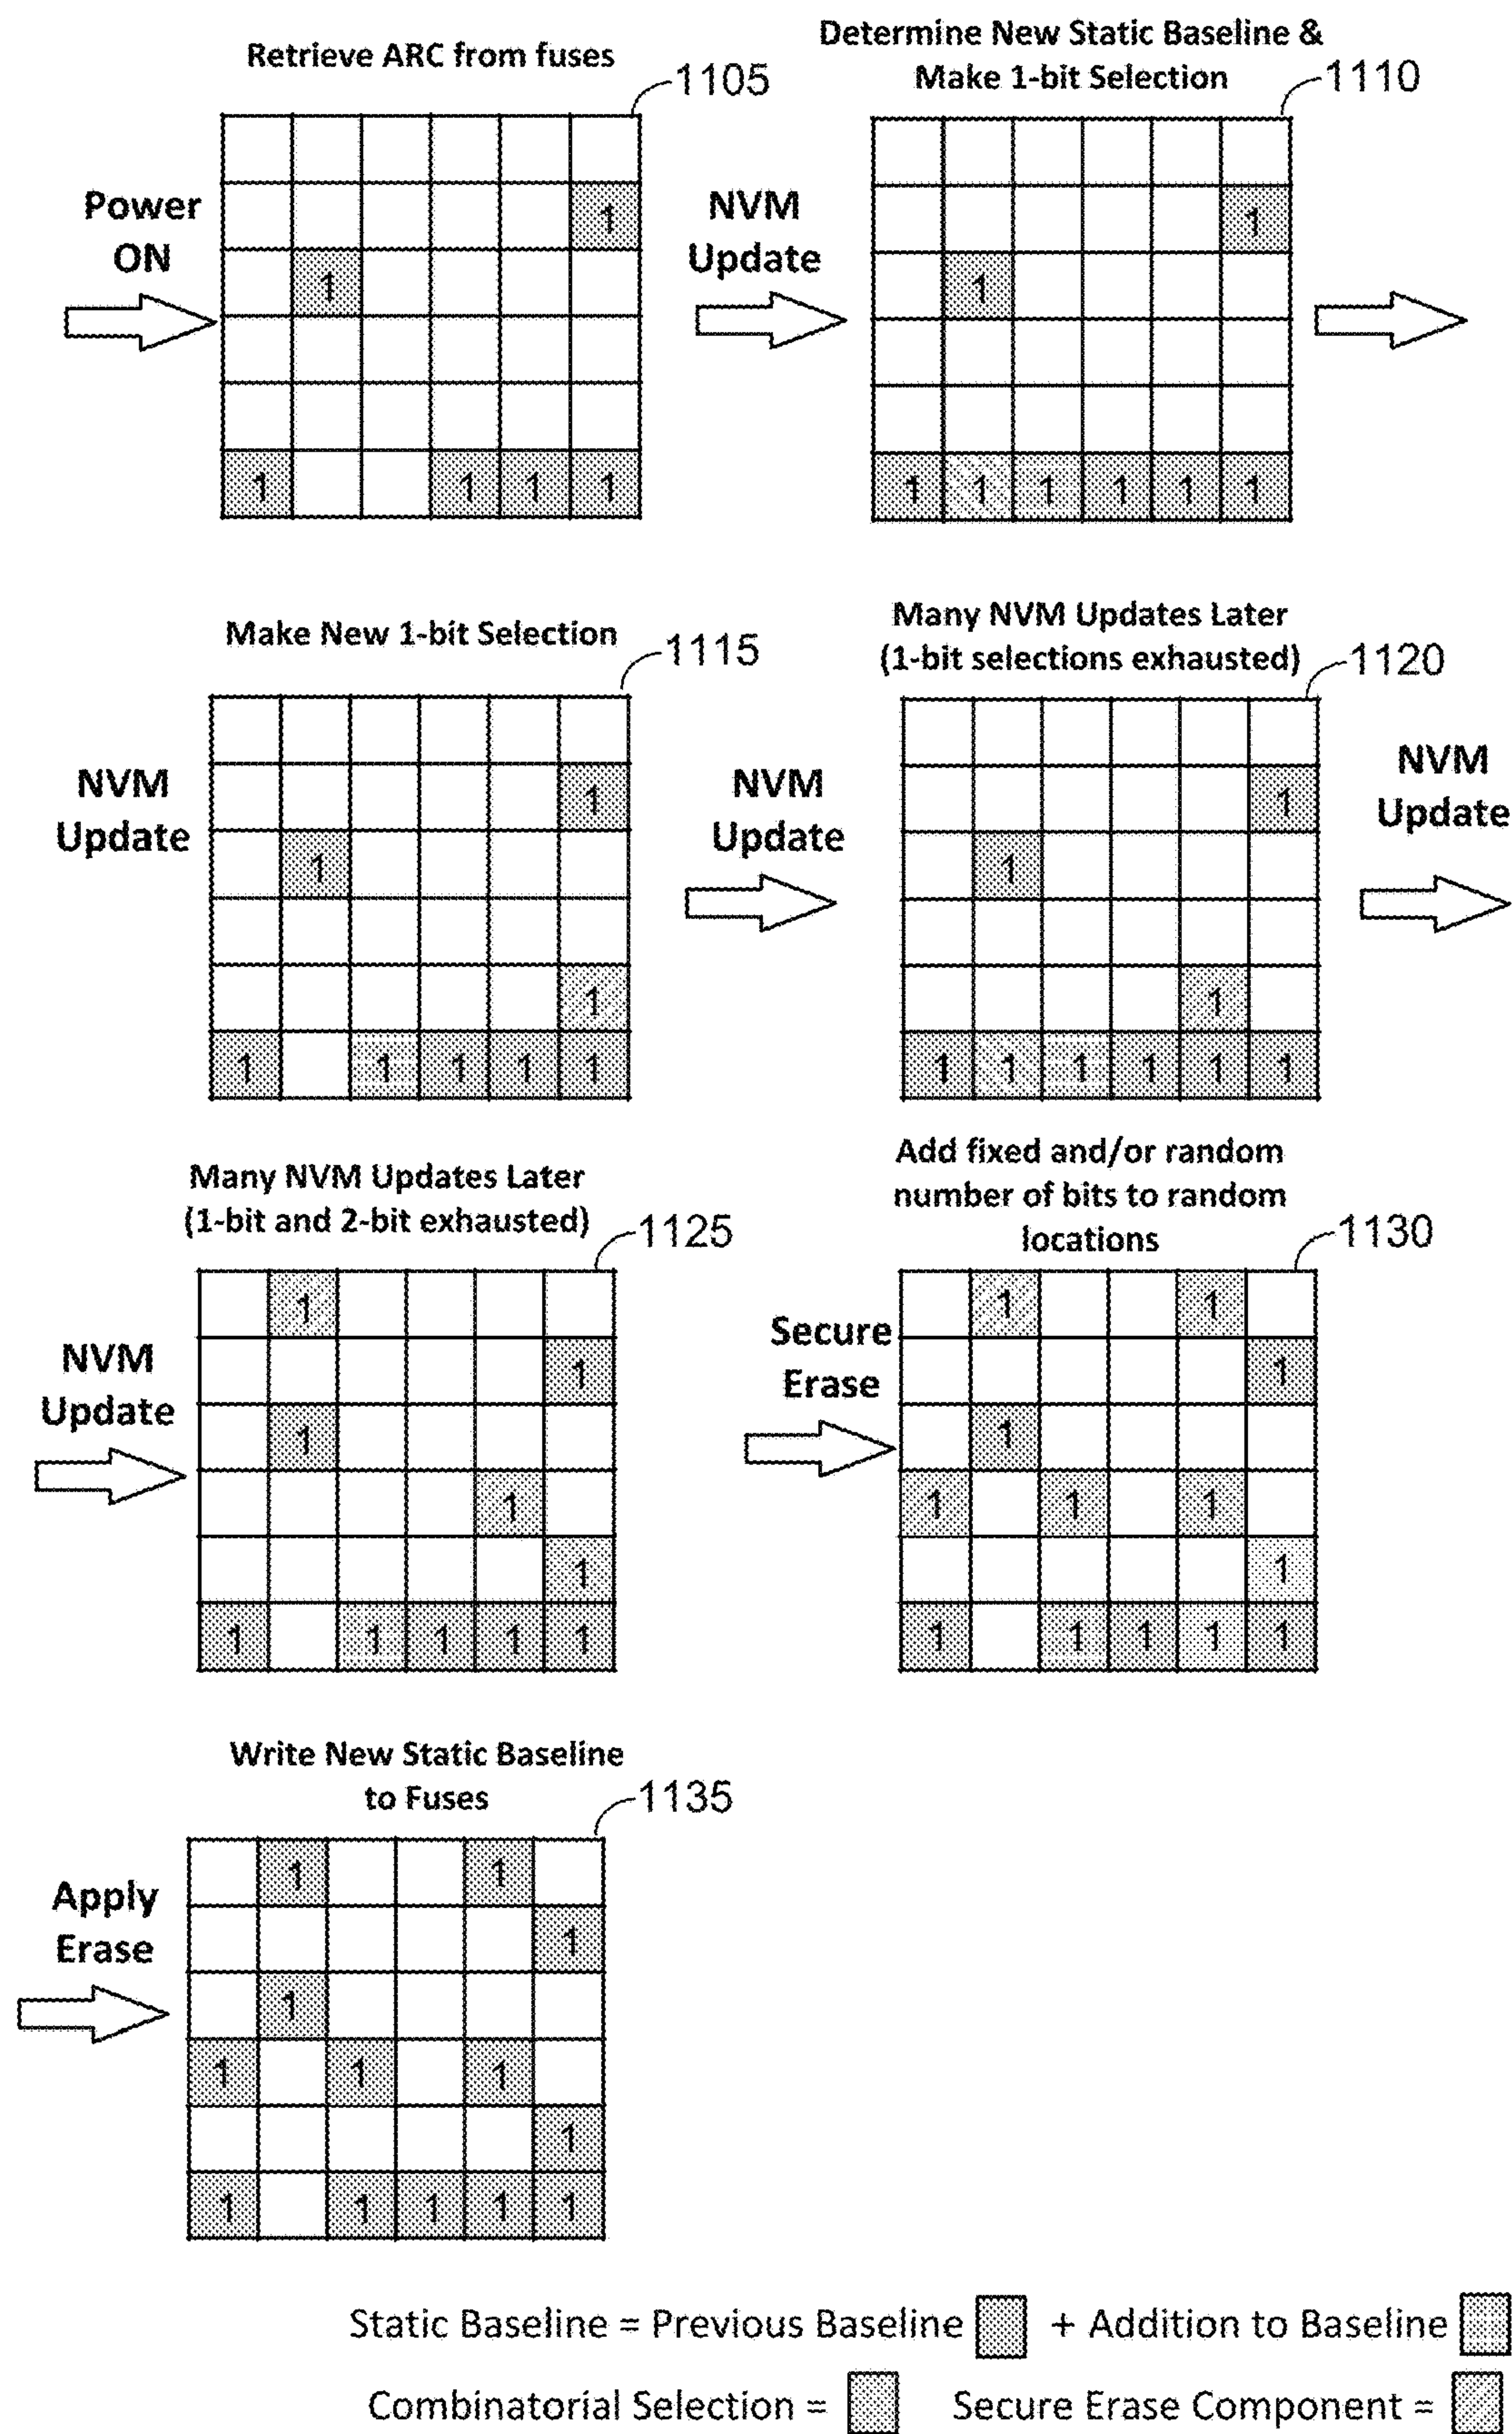 Retrieve ARC from fuses
1105
Determine New Static Baseline &
Make 1-bit Selection
1110
Power
ON
1
1
1 1 1 1
NVM
Update
1
1
1 1 1 1 1 1
Make New 1-bit Selection
1115
Many NVM Updates Later
(1-bit selections exhausted)
1120
NVM
Update
1
1
1
1 1 1 1 1
NVM
Update
1
1
1
1 1 1 1 1 1
NVM
Update
Many NVM Updates Later
(1-bit and 2-bit exhausted)
1125
Add fixed and/or random
number of bits to random
locations
1130
NVM
Update
1
1
1
1
1
1 1 1 1 1
Secure
Erase
1 1
1
1
1 1 1
1
1 1 1 1 1
Write New Static Baseline
to Fuses
1135
Apply
Erase
1 1
1
1
1 1 1
1
1 1 1 1 1
Static Baseline = Previous Baseline + Addition to Baseline
Combinatorial Selection = Secure Erase Component =